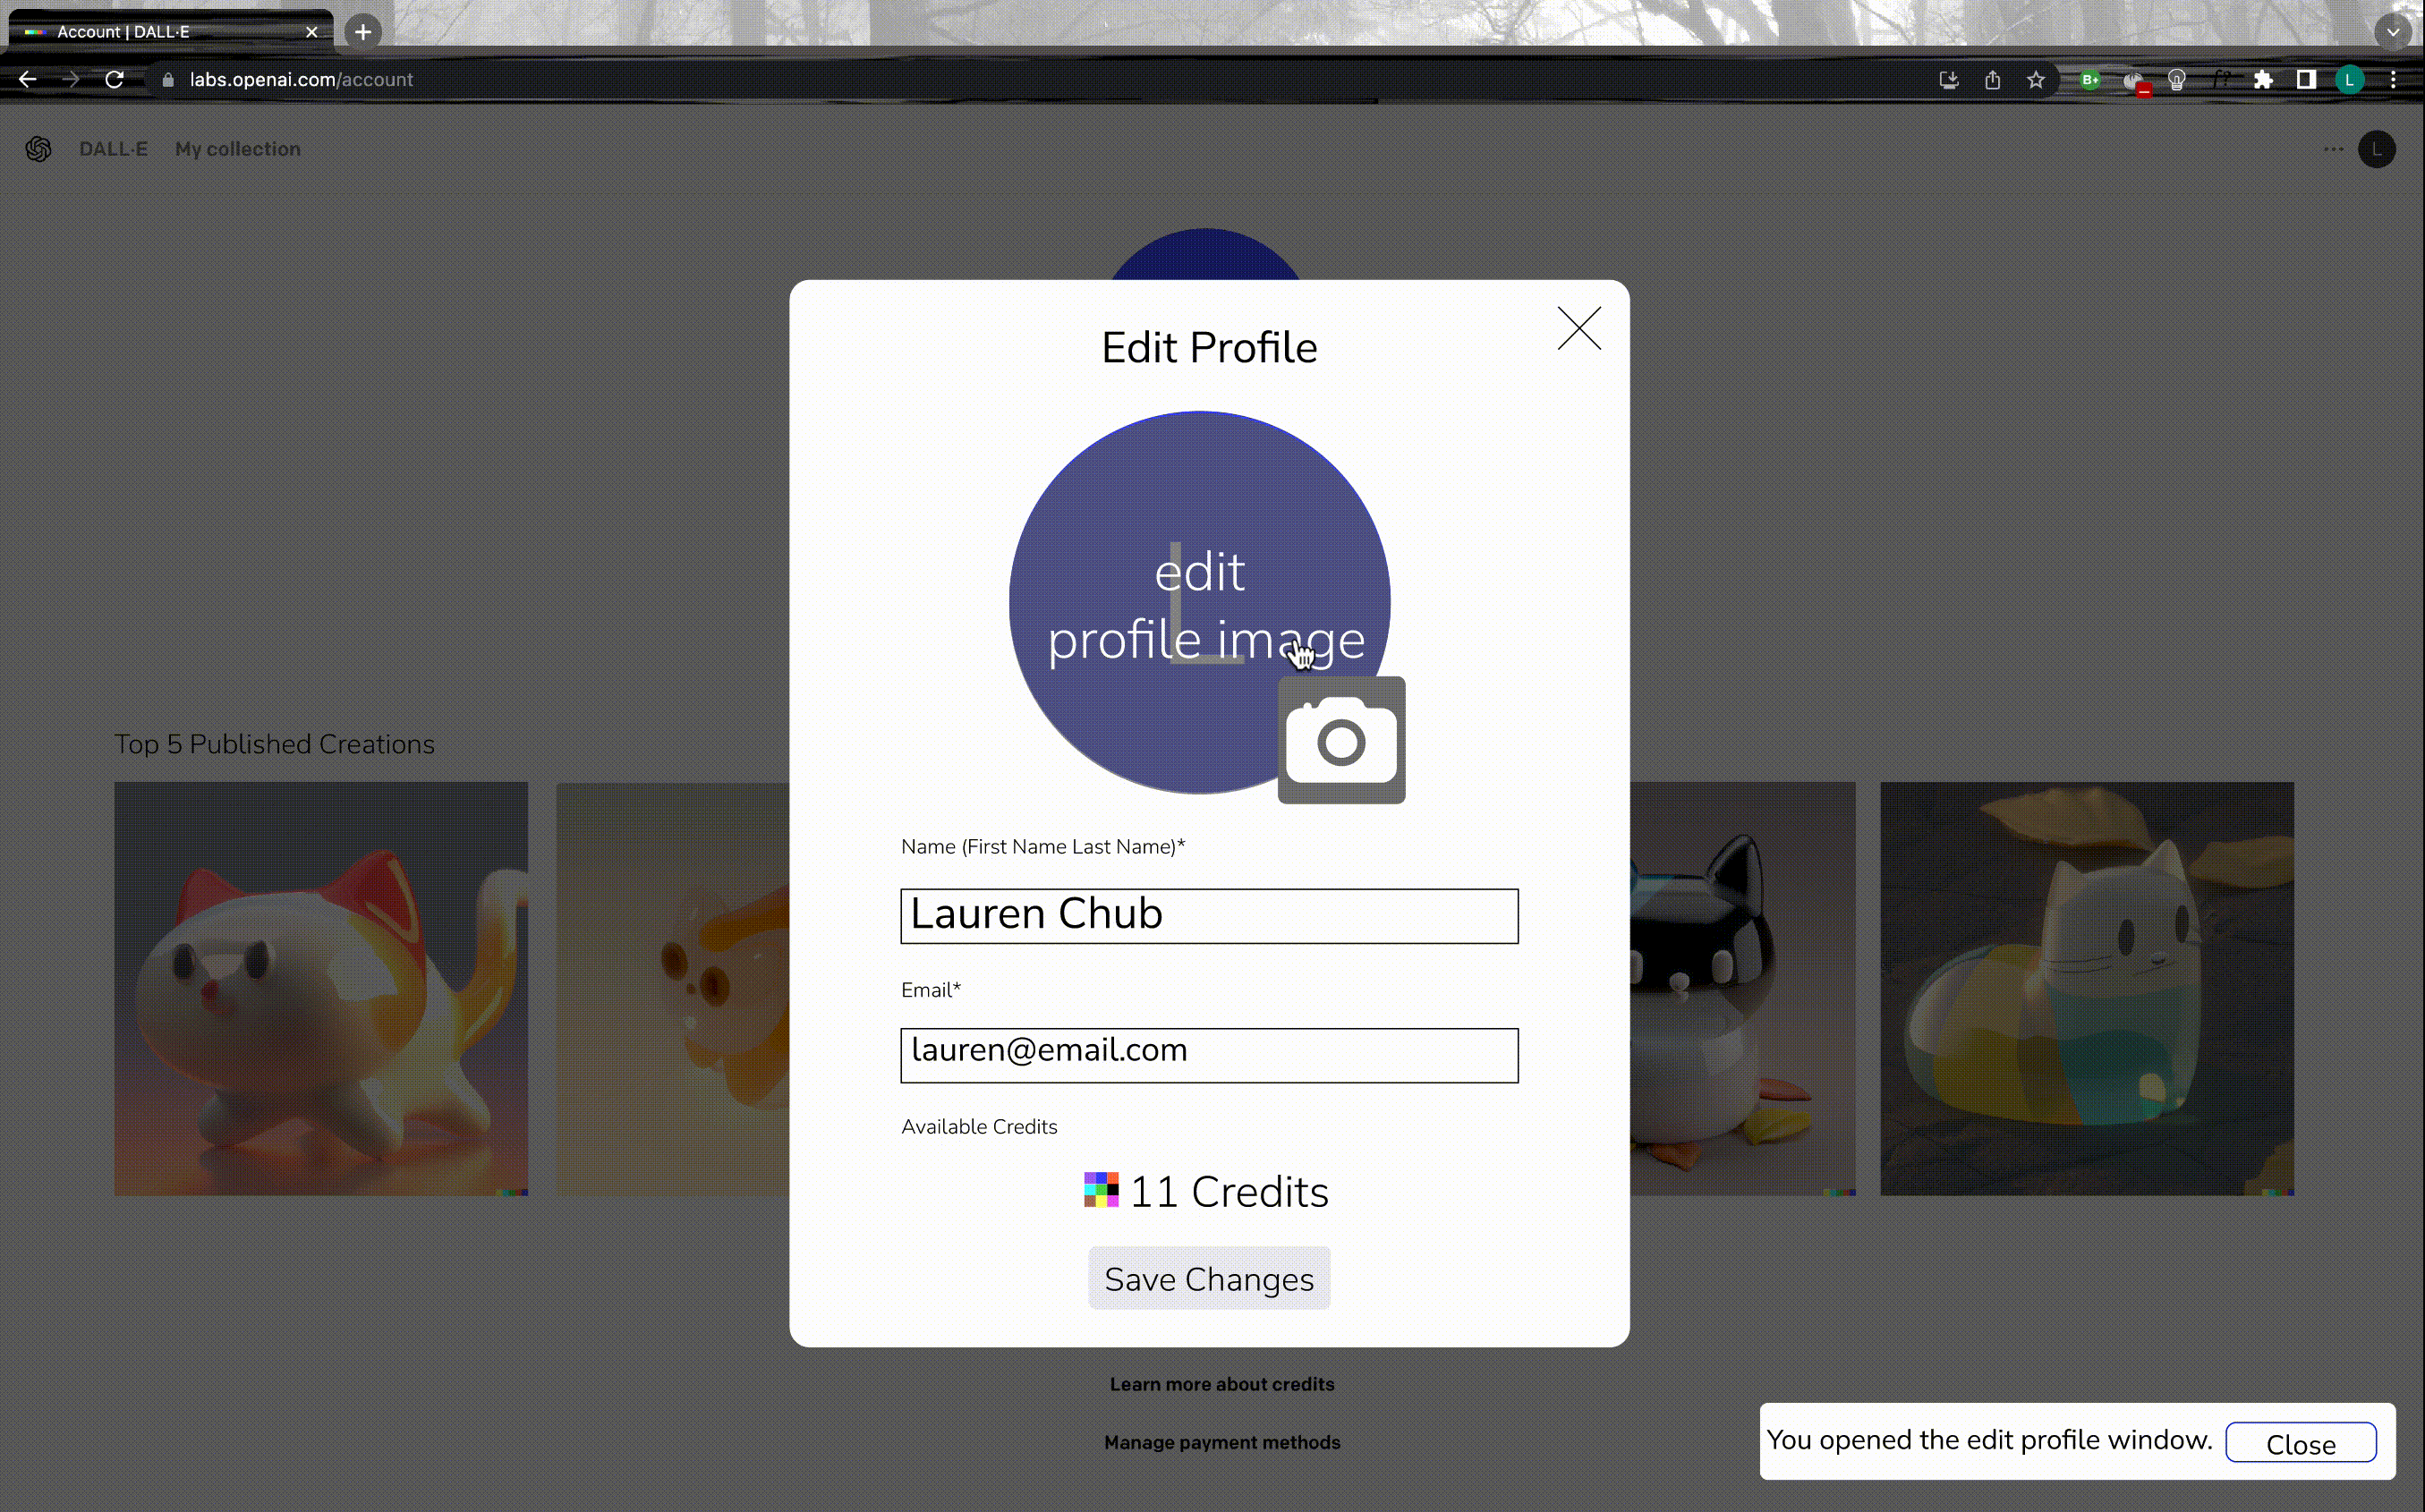 Account | DALL·E
labs.openai.com/account
B+
f?
L
DALL·E My collection
L
Edit Profile
L
edit
profile image
Top 5 Published Creations
Name (First Name Last Name)*
Lauren Chub
Email*
lauren@email.com
Available Credits
11 Credits
Save Changes
Learn more about credits
Manage payment methods
You opened the edit profile window. Close